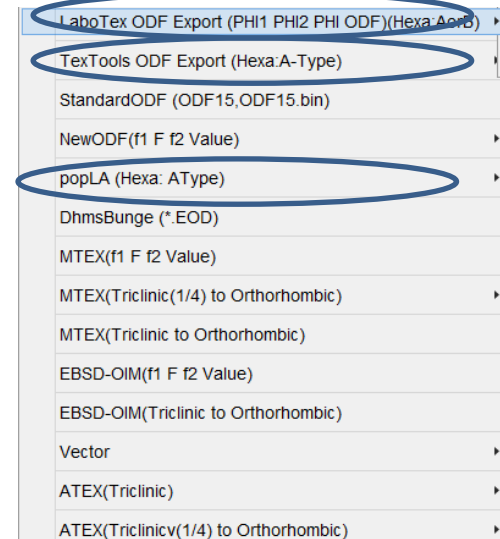 LaboTex ODF Export (PHI1 PHI2 PHI ODF)(Hexa:AorB)
TexTools ODF Export (Hexa:A-Type)
StandardODF (ODF15,ODF15.bin)
NewODF(f1 F f2 Value)
popLA (Hexa: AType)
DhmsBunge (*.EOD)
MTEX(f1 F f2 Value)
MTEX(Triclinic(1/4) to Orthorhombic)
MTEX(Triclinic to Orthorhombic)
EBSD-OIM(f1 F f2 Value)
EBSD-OIM(Triclinic to Orthorhombic)
Vector
ATEX(Triclinic)
ATEX(Triclinicv(1/4) to Orthorhombic)